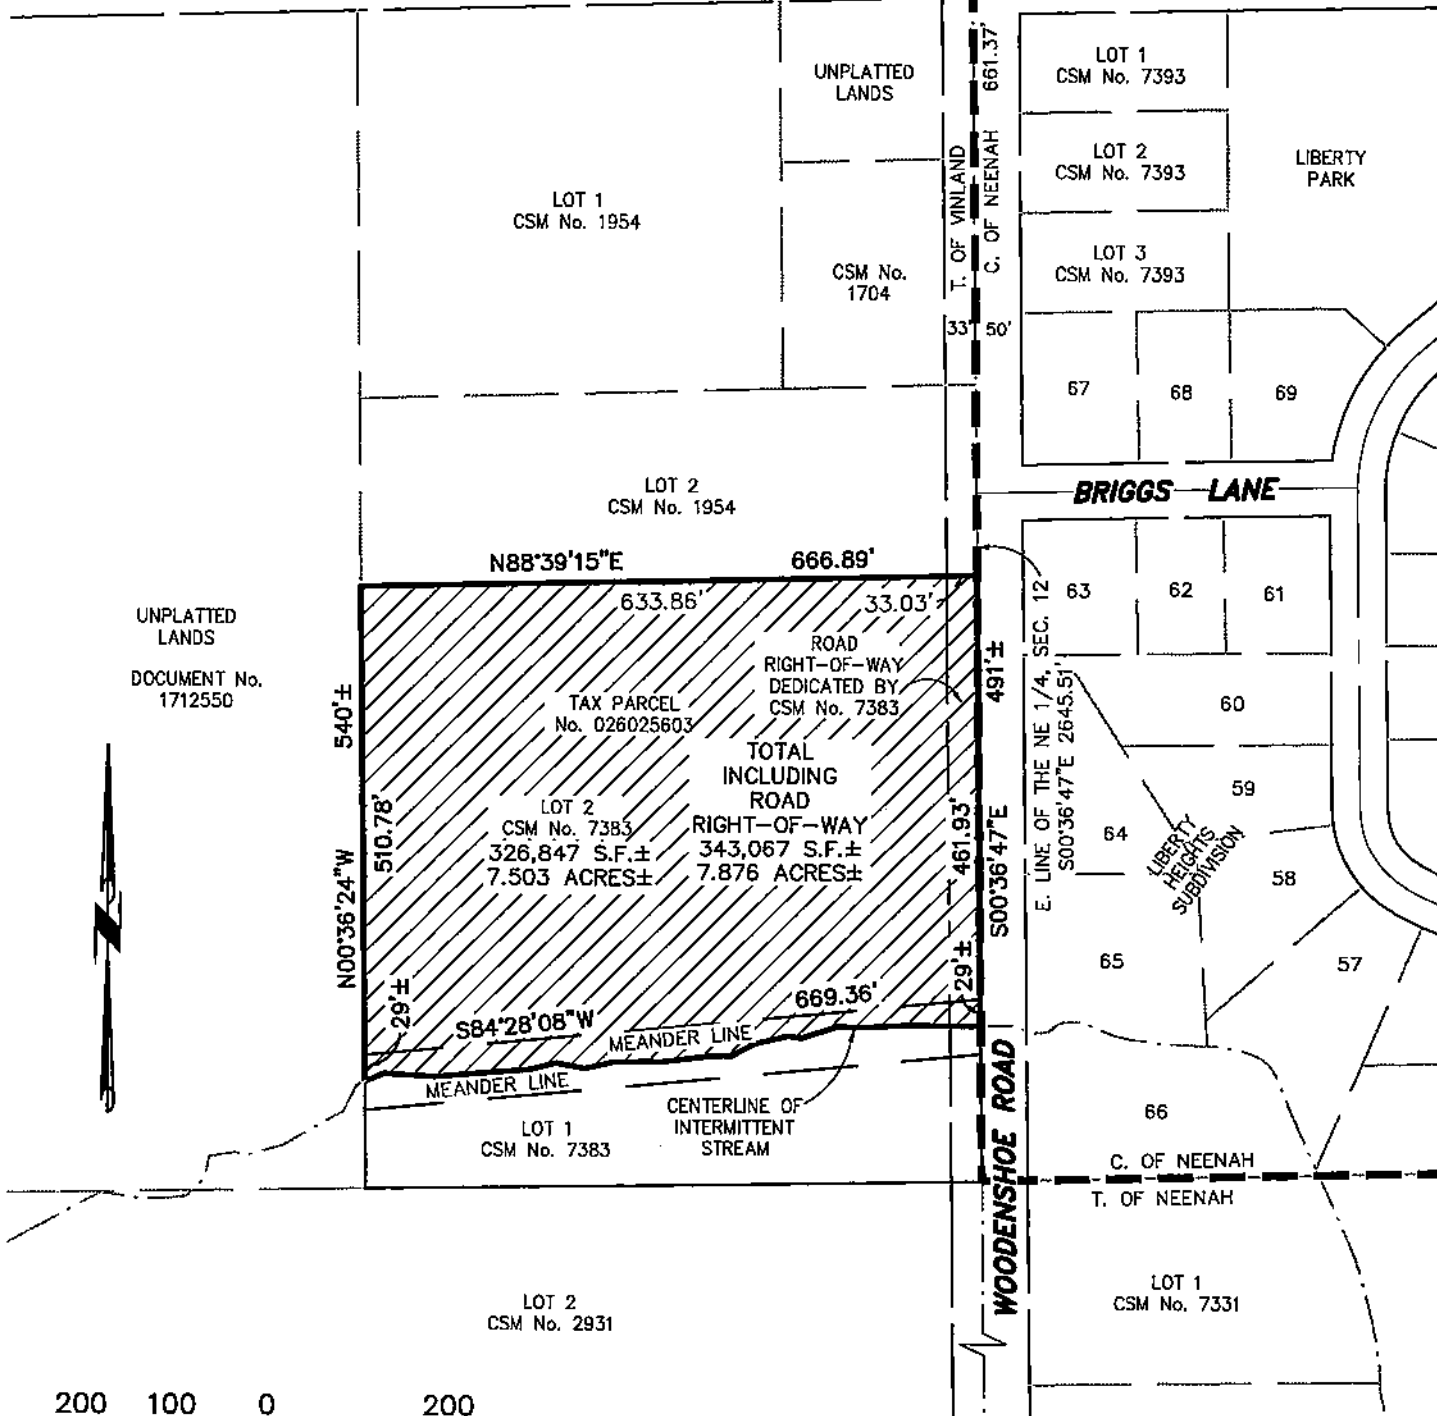 661.37'
LOT 1
CSM No. 7393
UNPLATTED
LANDS
LOT 2
CSM No. 7393
LIBERTY
PARK
T. OF VINLAND
C. OF NEENAH
LOT 1
CSM No. 1954
LOT 3
CSM No. 7393
CSM No.
1704
33' 50'
67
68
69
LOT 2
CSM No. 1954
BRIGGS LANE
N88°39'15"E 666.89'
633.86' 33.03'
63
62
61
UNPLATTED
LANDS
DOCUMENT No.
1712550
ROAD
RIGHT-OF-WAY
DEDICATED BY
CSM No. 7383
TAX PARCEL
No. 026025603
540'±
491'±
E. LINE OF THE NE 1/4, SEC. 12
S00°36'47"E 2645.51'
60
TOTAL
INCLUDING
ROAD
RIGHT-OF-WAY
343,067 S.F.±
7.876 ACRES±
LOT 2
CSM No. 7383
326,847 S.F.±
7.503 ACRES±
510.78'
N00°36'24"W
461.93'
S00°36'47"E
59
64
LIBERTY
HEIGHTS
SUBDIVISION
58
65
57
29'±
29'±
669.36'
S84°28'08"W
MEANDER LINE
MEANDER LINE
CENTERLINE OF
INTERMITTENT
STREAM
LOT 1
CSM No. 7383
66
WOODENSHOE ROAD
C. OF NEENAH
T. OF NEENAH
LOT 2
CSM No. 2931
LOT 1
CSM No. 7331
200 100 0 200